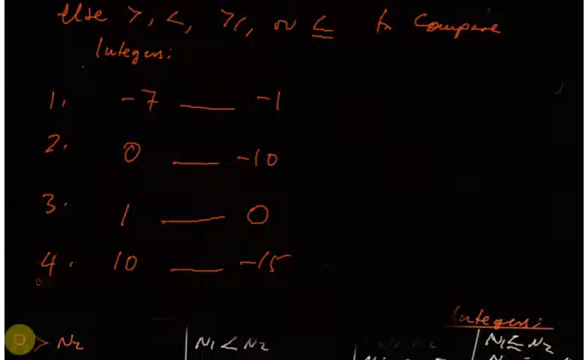 Use >, <, ≥, or ≤ to Compare
Integers:
1. -7 ___ -1
2. 0 ___ -10
3. 1 ___ 0
4. 10 ___ -15
Integers:
> N2 | N1 < N2 | N1 ≤ N2